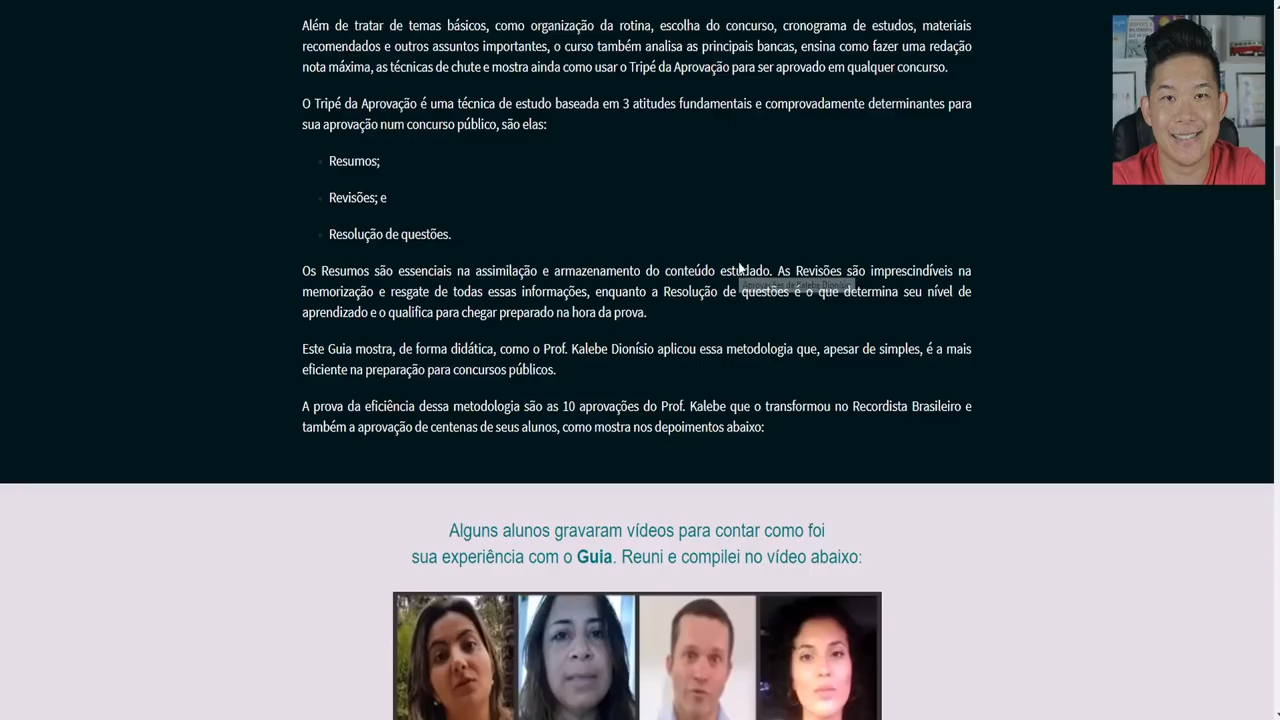 Além de tratar de temas básicos, como organização da rotina, escolha do concurso, cronograma de estudos, materiais
recomendados e outros assuntos importantes, o curso também analisa as principais bancas, ensina como fazer uma redação
nota máxima, as técnicas de chute e mostra ainda como usar o Tripé da Aprovação para ser aprovado em qualquer concurso.
O Tripé da Aprovação é uma técnica de estudo baseada em 3 atitudes fundamentais e comprovadamente determinantes para
sua aprovação num concurso público, são elas:
Resumos;
Revisões; e
Resolução de questões.
Os Resumos são essenciais na assimilação e armazenamento do conteúdo estudado. As Revisões são imprescindíveis na
Aprovações de Kalebe Dionísio
memorização e resgate de todas essas informações, enquanto a Resolução de questões é o que determina seu nível de
aprendizado e o qualifica para chegar preparado na hora da prova.
Este Guia mostra, de forma didática, como o Prof. Kalebe Dionísio aplicou essa metodologia que, apesar de simples, é a mais
eficiente na preparação para concursos públicos.
A prova da eficiência dessa metodologia são as 10 aprovações do Prof. Kalebe que o transformou no Recordista Brasileiro e
também a aprovação de centenas de seus alunos, como mostra nos depoimentos abaixo:
Alguns alunos gravaram vídeos para contar como foi
sua experiência com o Guia. Reuni e compilei no vídeo abaixo: